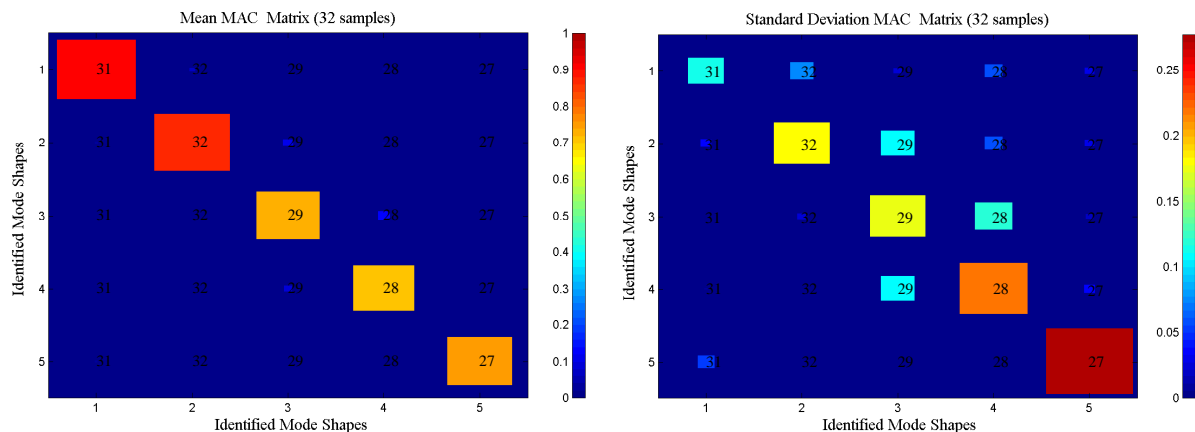 Mean MAC Matrix (32 samples)
Identified Mode Shapes
1 31 32 29 28 27
2 31 32 29 28 27
3 31 32 29 28 27
4 31 32 29 28 27
5 31 32 29 28 27
1 2 3 4 5
Identified Mode Shapes
1
0.9
0.8
0.7
0.6
0.5
0.4
0.3
0.2
0.1
0
Standard Deviation MAC Matrix (32 samples)
Identified Mode Shapes
1 31 32 29 28 27
2 31 32 29 28 27
3 31 32 29 28 27
4 31 32 29 28 27
5 31 32 29 28 27
1 2 3 4 5
Identified Mode Shapes
0.25
0.2
0.15
0.1
0.05
0